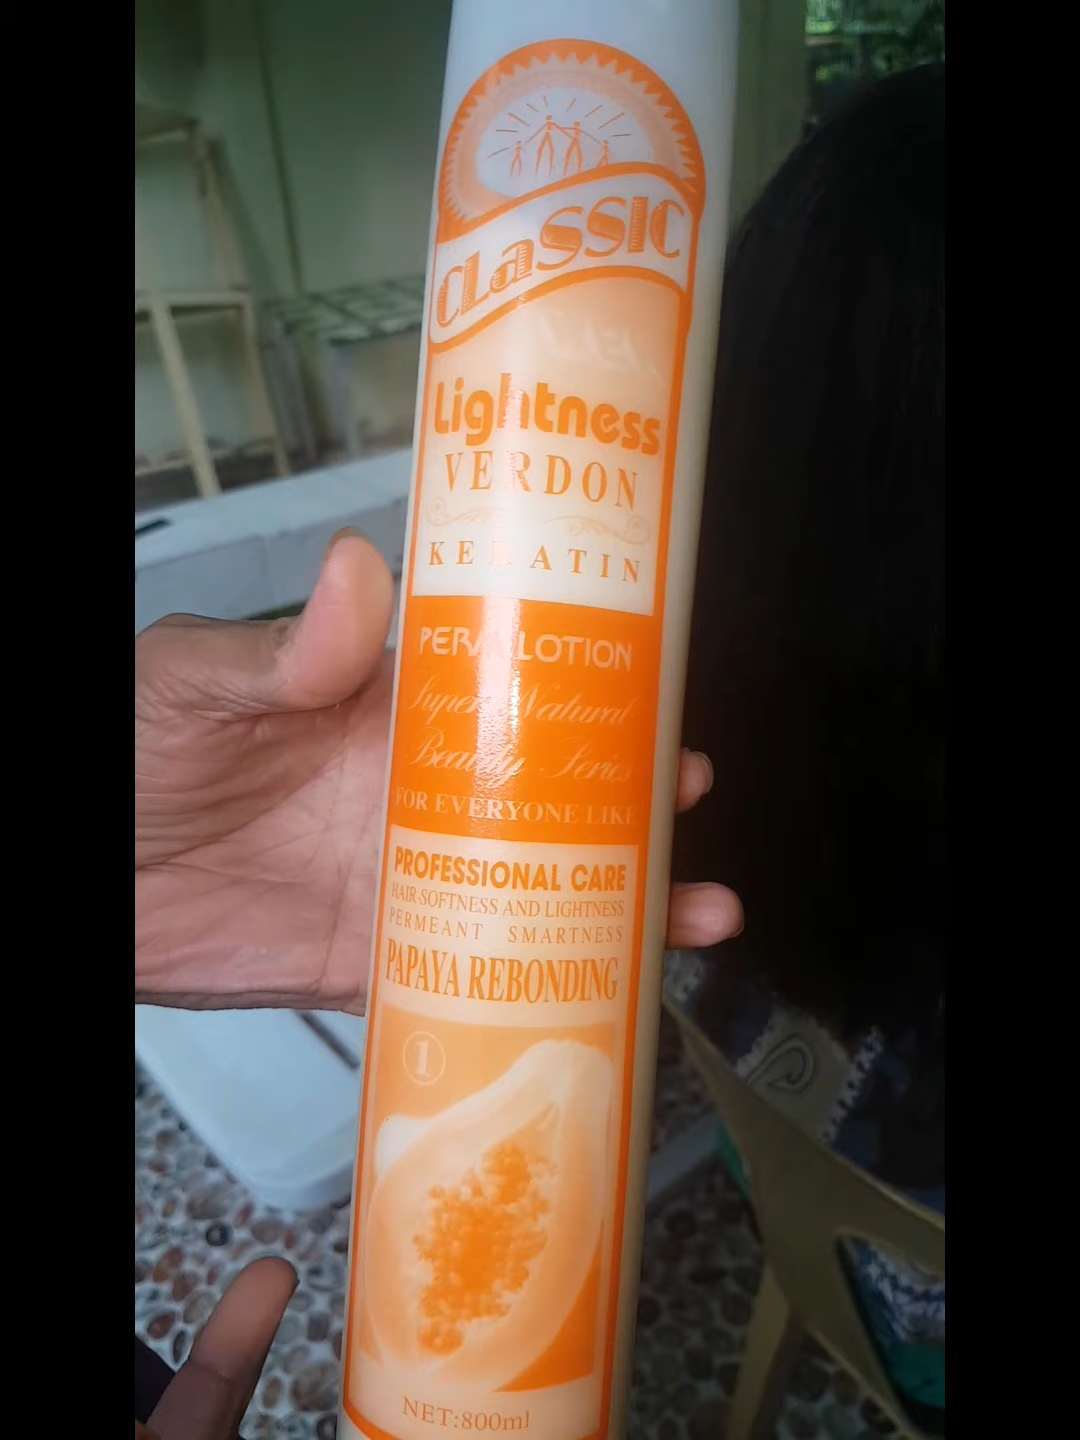 CLaSSIC
Lightness
VERDON
KERATIN
PERM LOTION
Super Natural
Beauty Series
FOR EVERYONE LIKE
PROFESSIONAL CARE
HAIR-SOFTNESS AND LIGHTNESS
PERMEANT SMARTNESS
PAPAYA REBONDING
1
NET:800ml